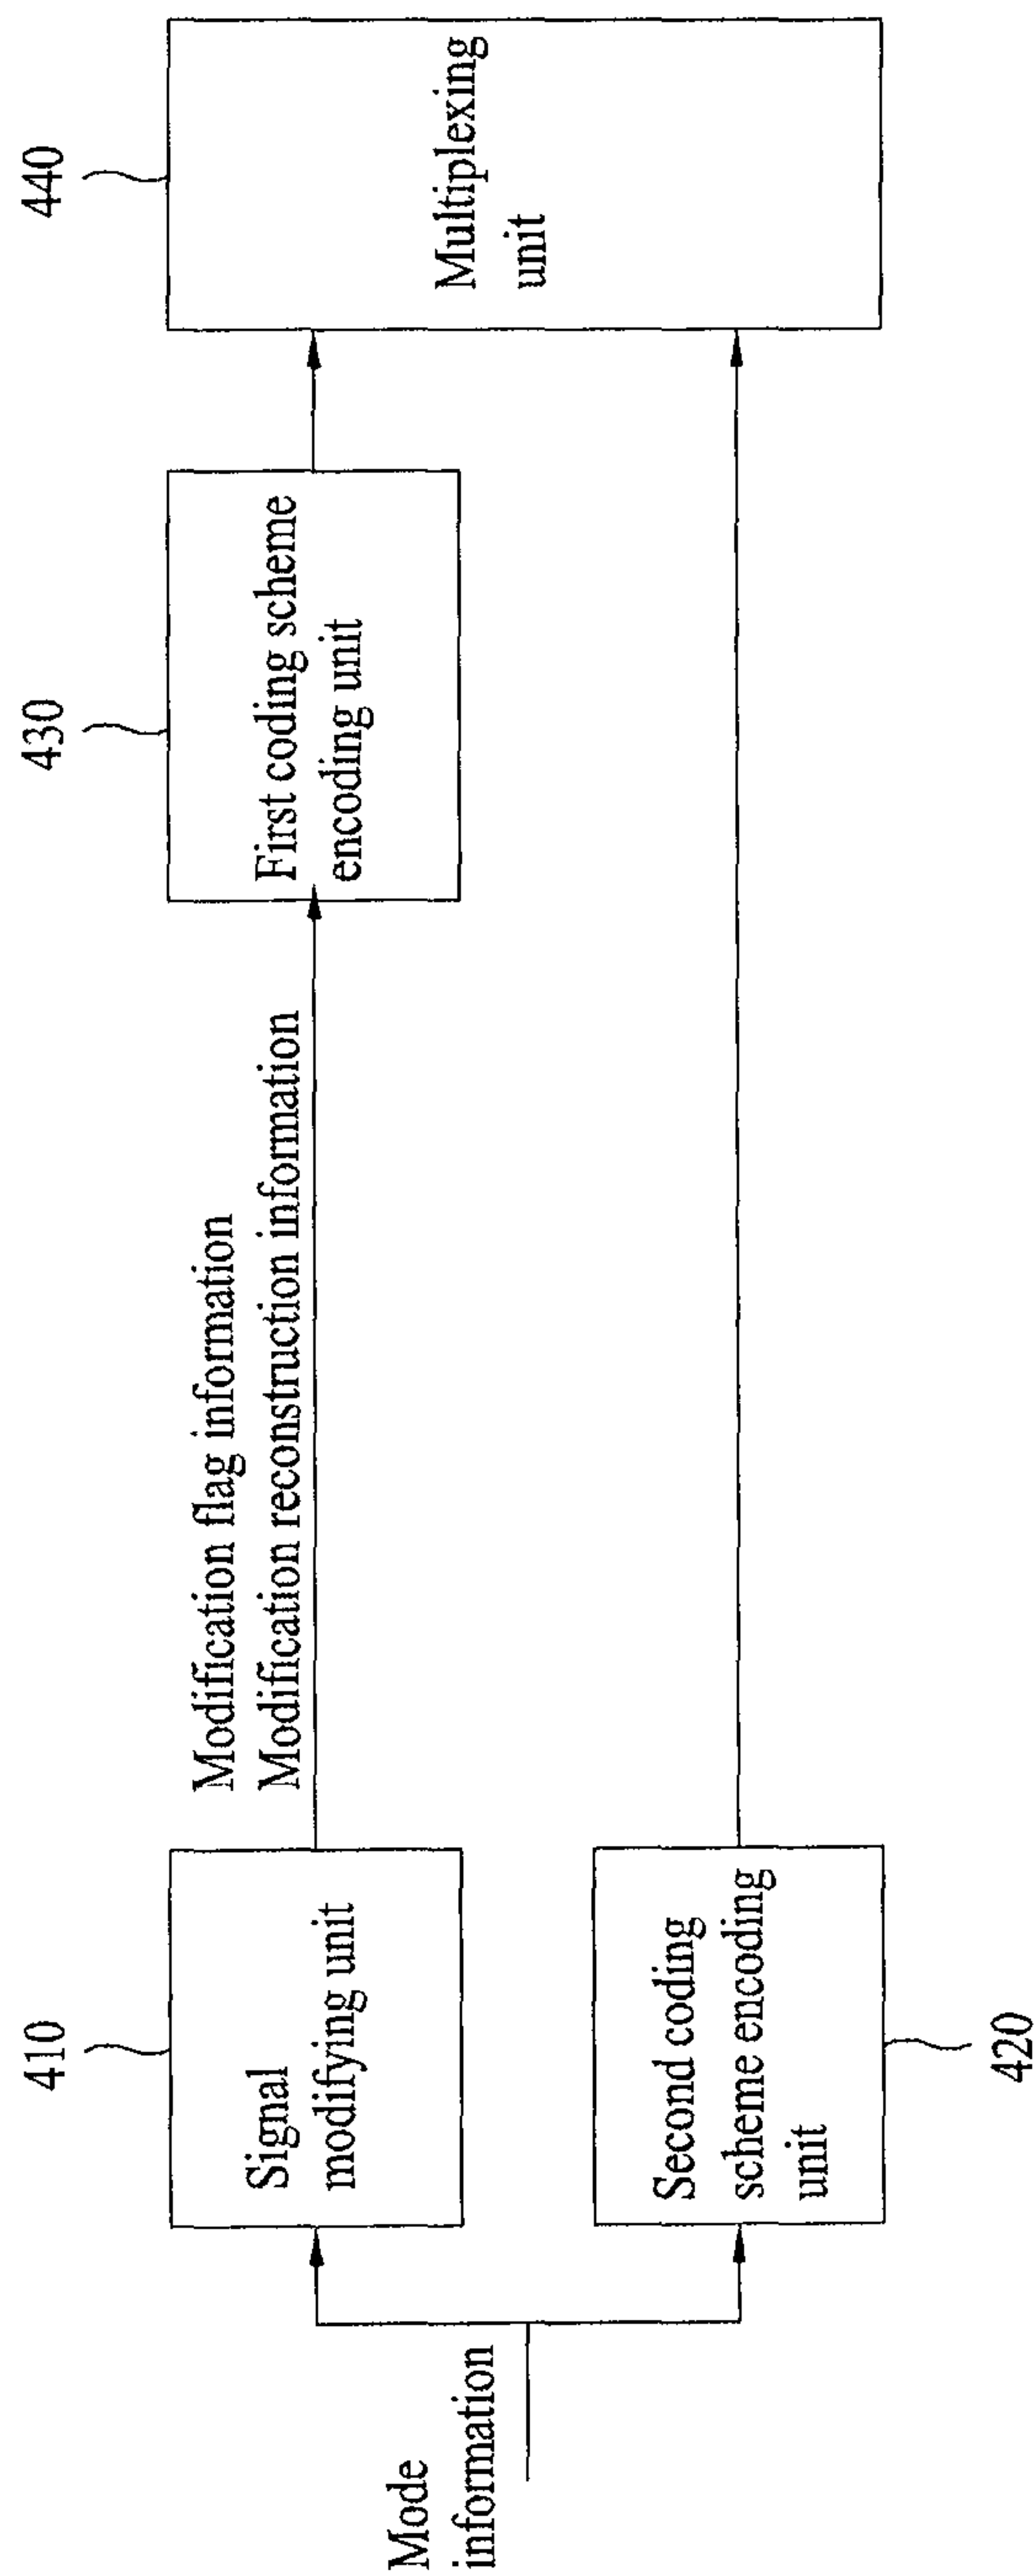 Mode
information
410
Signal
modifying unit
Modification flag information
Modification reconstruction information
430
First coding scheme
encoding unit
440
Multiplexing
unit
Second coding
scheme encoding
unit
420